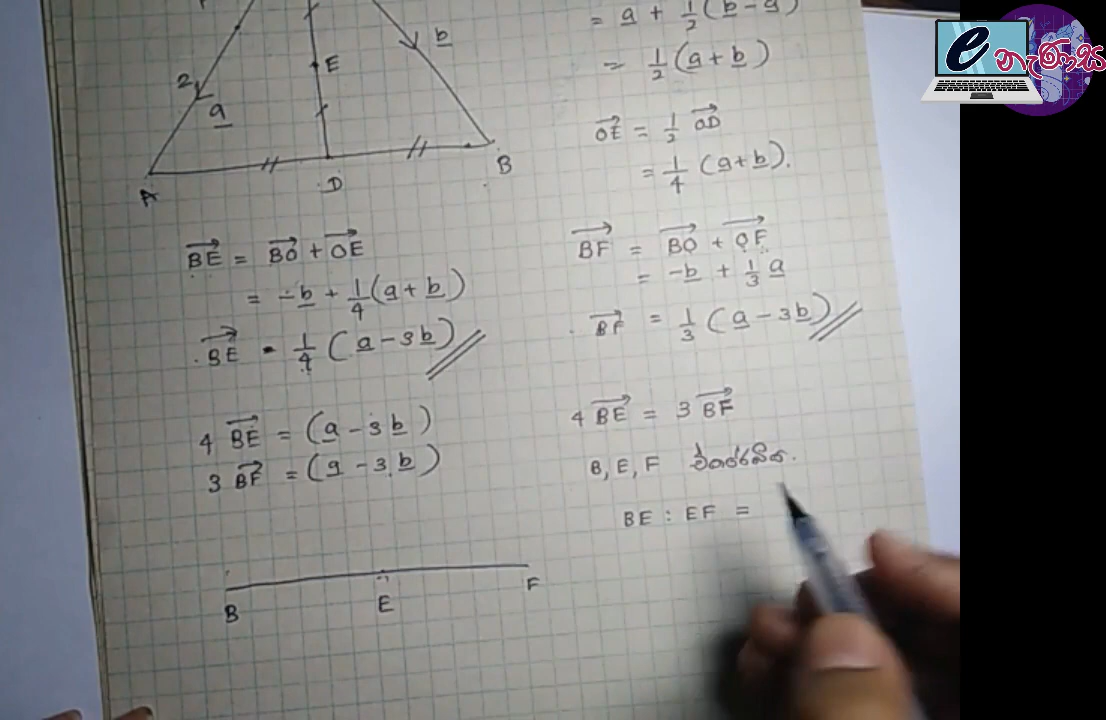 = a + 1/2 (b - a)
= 1/2 (a + b)
2
a
b
E
A
D
B
OE = 1/2 OD
= 1/4 (a + b).
BE = BO + OE
= -b + 1/4 (a + b)
BE = 1/4 (a - 3b)
BF = BO + OF
= -b + 1/3 a
BF = 1/3 (a - 3b)
4 BE = (a - 3b)
3 BF = (a - 3b)
4 BE = 3 BF
B, E, F ඒකරේඛීය.
BE : EF =
B E F
e නැණස